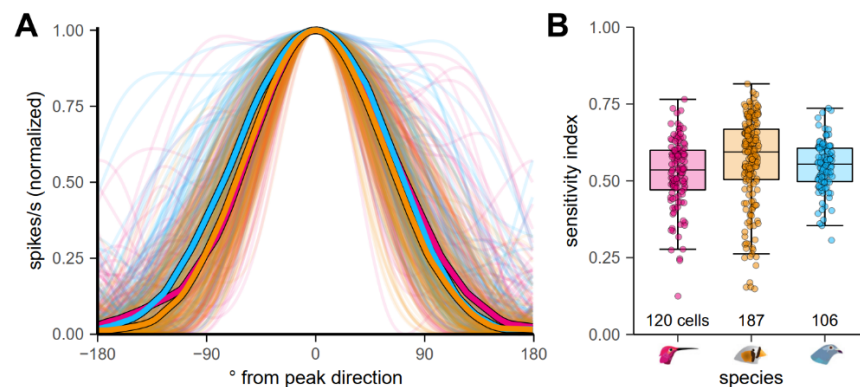 A
spikes/s (normalized)
1.00
0.75
0.50
0.25
0.00
−180
−90
0
90
180
° from peak direction
B
sensitivity index
1.00
0.75
0.50
0.25
0.00
120 cells
187
106
species